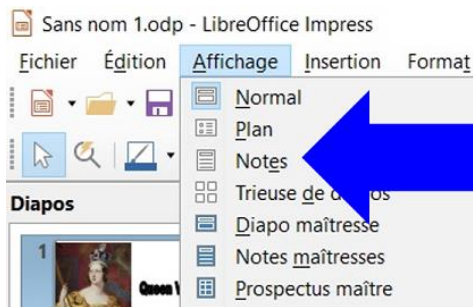 Sans nom 1.odp - LibreOffice Impress
Fichier Édition Affichage Insertion Format
Normal
Plan
Notes
Trieuse de diapos
Diapos
Diapo maîtresse
Notes maîtresses
1
Queen
Prospectus maître